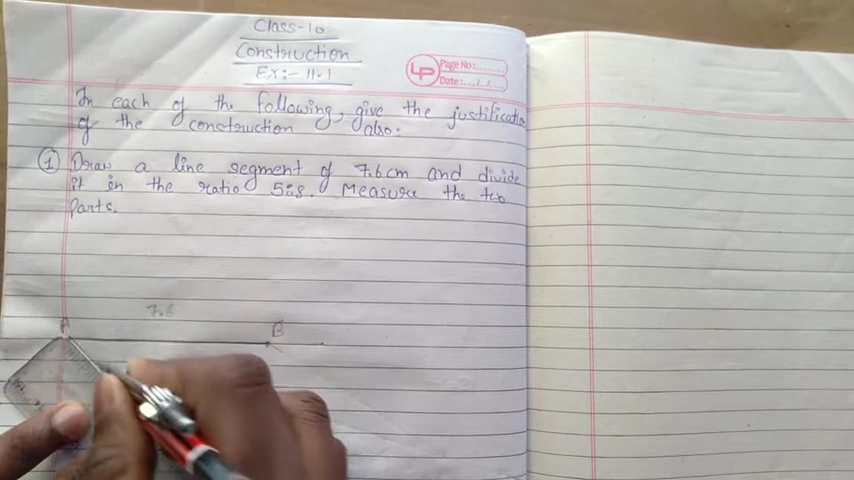 Class-10
Construction
Ex:- 11.1
LP Page No:.......
Date:.../.../...
In each of the following, give the justification
of the construction also:
1 Draw a line segment of 7.6cm and divide
it in the ratio 5:8. Measure the two
Parts.
7.6
A
B